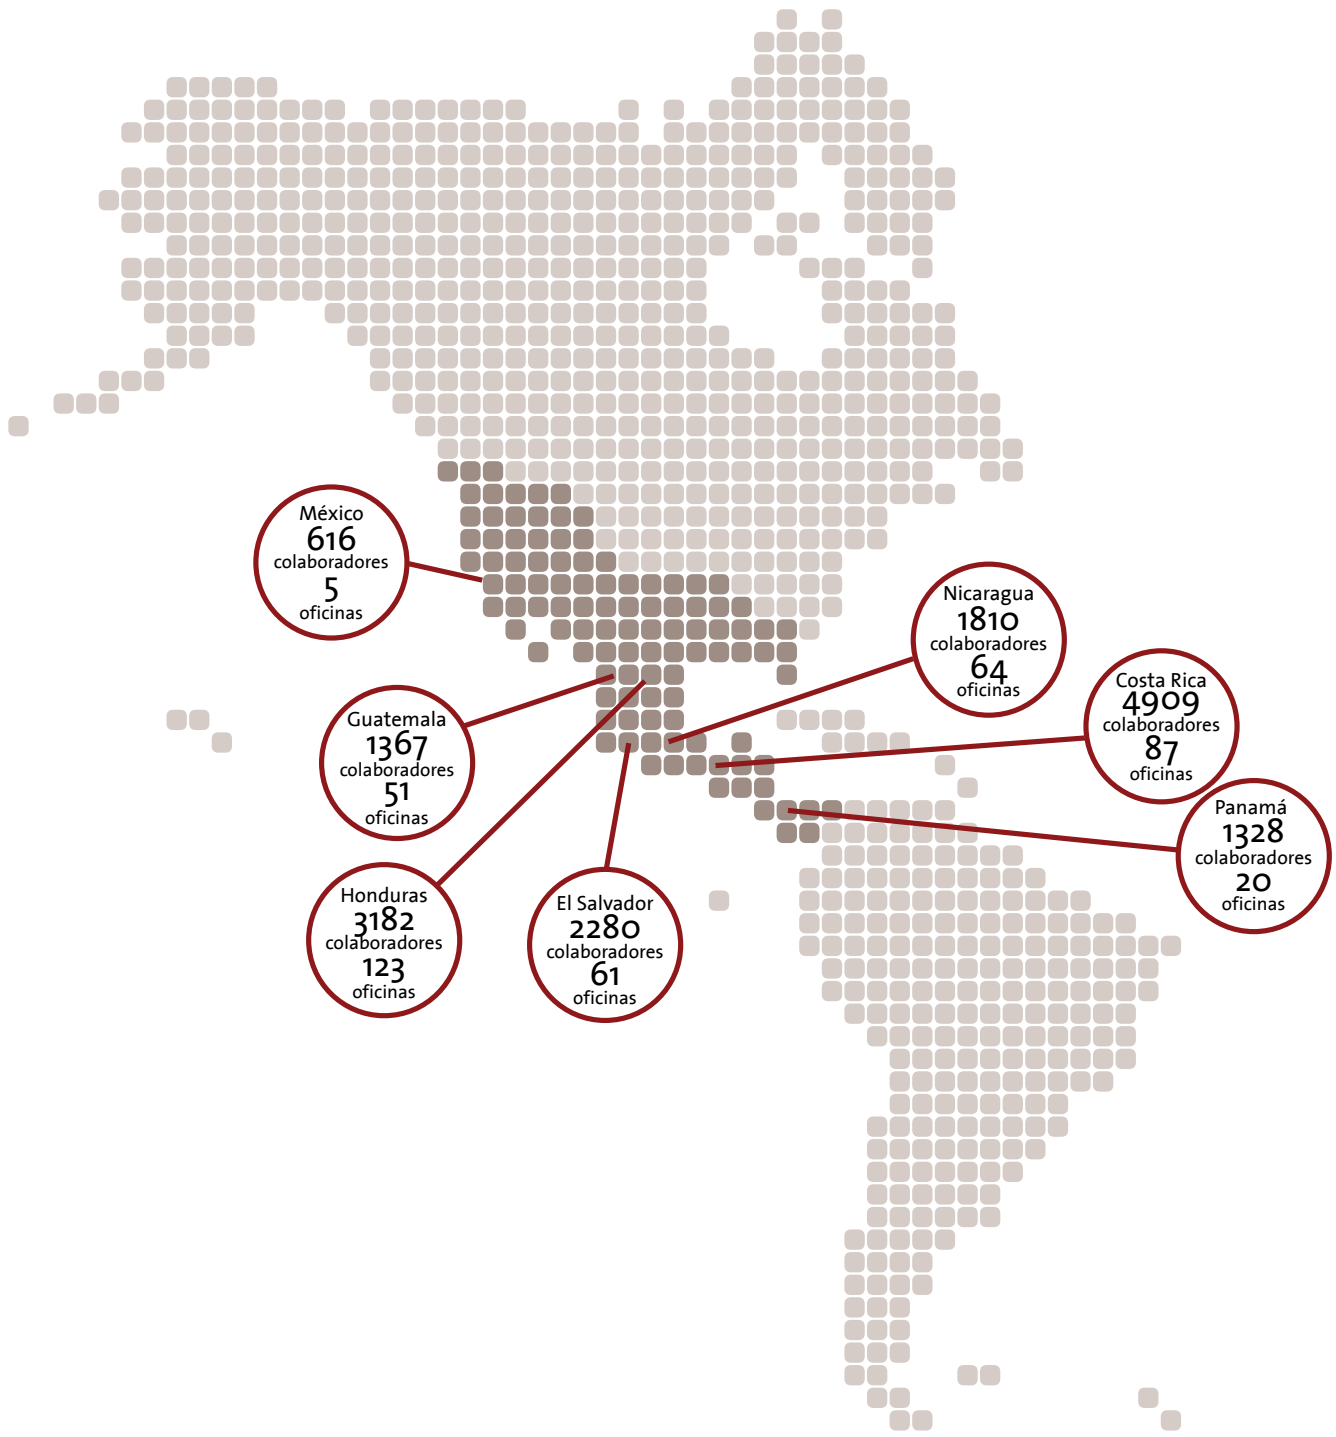 México
616
colaboradores
5
oficinas
Nicaragua
1810
colaboradores
64
oficinas
Costa Rica
4909
colaboradores
87
oficinas
Guatemala
1367
colaboradores
51
oficinas
Panamá
1328
colaboradores
20
oficinas
Honduras
3182
colaboradores
123
oficinas
El Salvador
2280
colaboradores
61
oficinas